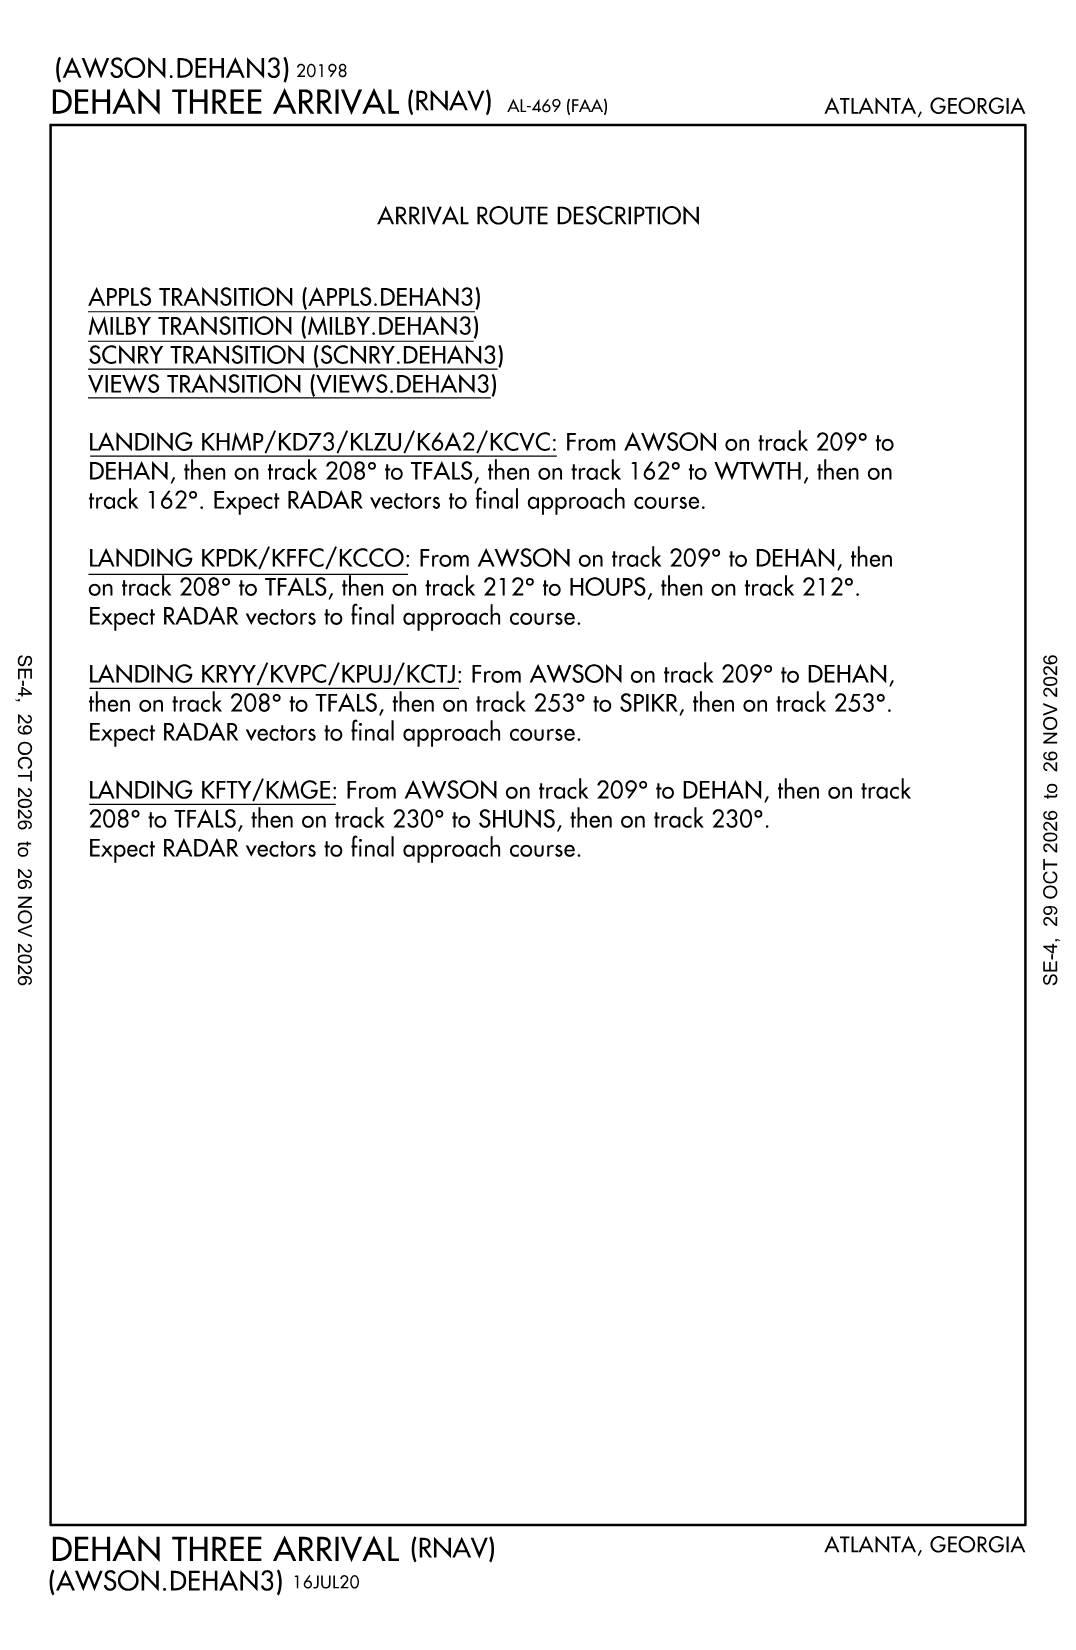 (AWSON.DEHAN3) 20198
DEHAN THREE ARRIVAL (RNAV) AL-469 (FAA) ATLANTA, GEORGIA
ARRIVAL ROUTE DESCRIPTION
APPLS TRANSITION (APPLS.DEHAN3)
MILBY TRANSITION (MILBY.DEHAN3)
SCNRY TRANSITION (SCNRY.DEHAN3)
VIEWS TRANSITION (VIEWS.DEHAN3)
LANDING KHMP/KD73/KLZU/K6A2/KCVC: From AWSON on track 209° to
DEHAN, then on track 208° to TFALS, then on track 162° to WTWTH, then on
track 162°. Expect RADAR vectors to final approach course.
LANDING KPDK/KFFC/KCCO: From AWSON on track 209° to DEHAN, then
on track 208° to TFALS, then on track 212° to HOUPS, then on track 212°.
Expect RADAR vectors to final approach course.
LANDING KRYY/KVPC/KPUJ/KCTJ: From AWSON on track 209° to DEHAN,
then on track 208° to TFALS, then on track 253° to SPIKR, then on track 253°.
Expect RADAR vectors to final approach course.
LANDING KFTY/KMGE: From AWSON on track 209° to DEHAN, then on track
208° to TFALS, then on track 230° to SHUNS, then on track 230°.
Expect RADAR vectors to final approach course.
SE-4, 29 OCT 2026 to 26 NOV 2026
SE-4, 29 OCT 2026 to 26 NOV 2026
DEHAN THREE ARRIVAL (RNAV) ATLANTA, GEORGIA
(AWSON.DEHAN3) 16JUL20